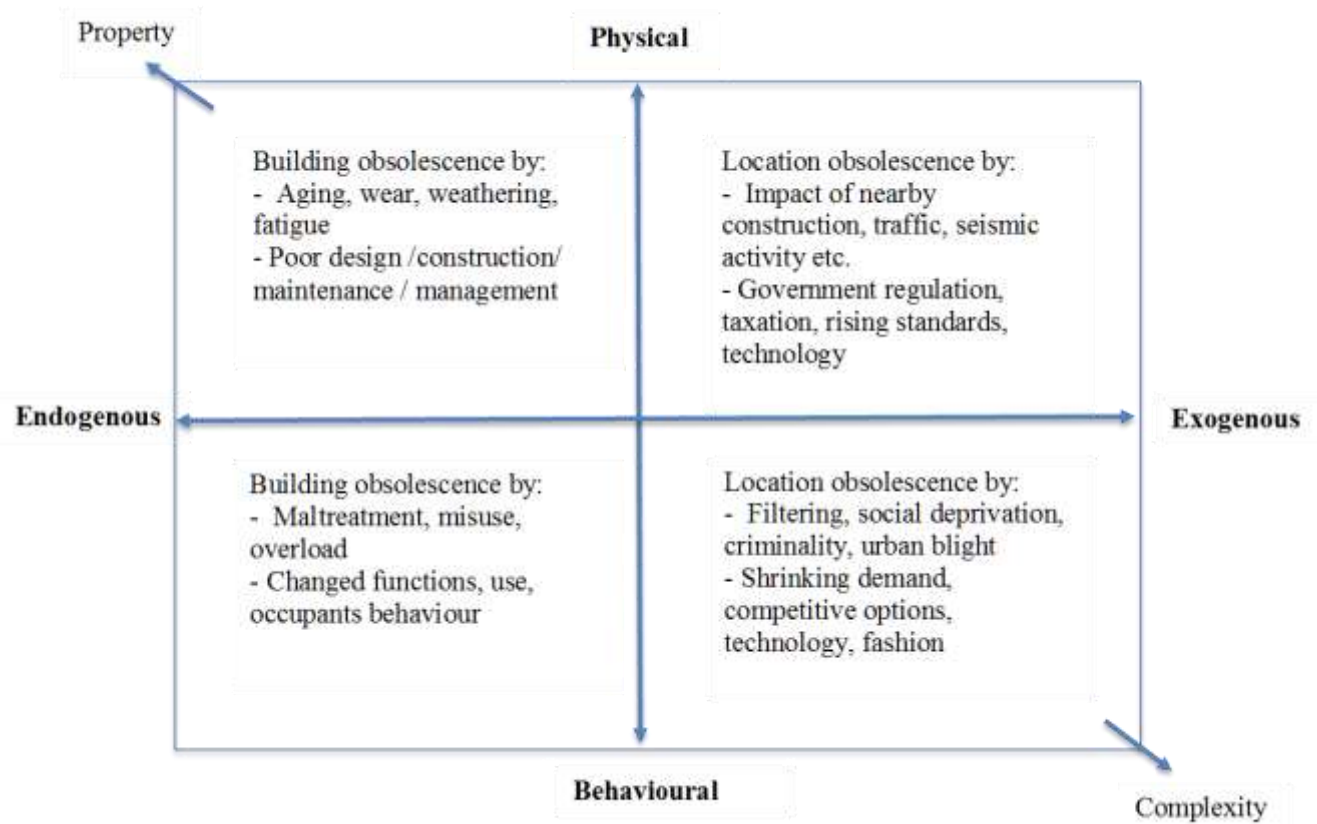 Property
Physical
Building obsolescence by:
- Aging, wear, weathering,
fatigue
- Poor design /construction/
maintenance / management
Location obsolescence by:
- Impact of nearby
construction, traffic, seismic
activity etc.
- Government regulation,
taxation, rising standards,
technology
Endogenous
Exogenous
Building obsolescence by:
- Maltreatment, misuse,
overload
- Changed functions, use,
occupants behaviour
Location obsolescence by:
- Filtering, social deprivation,
criminality, urban blight
- Shrinking demand,
competitive options,
technology, fashion
Behavioural
Complexity